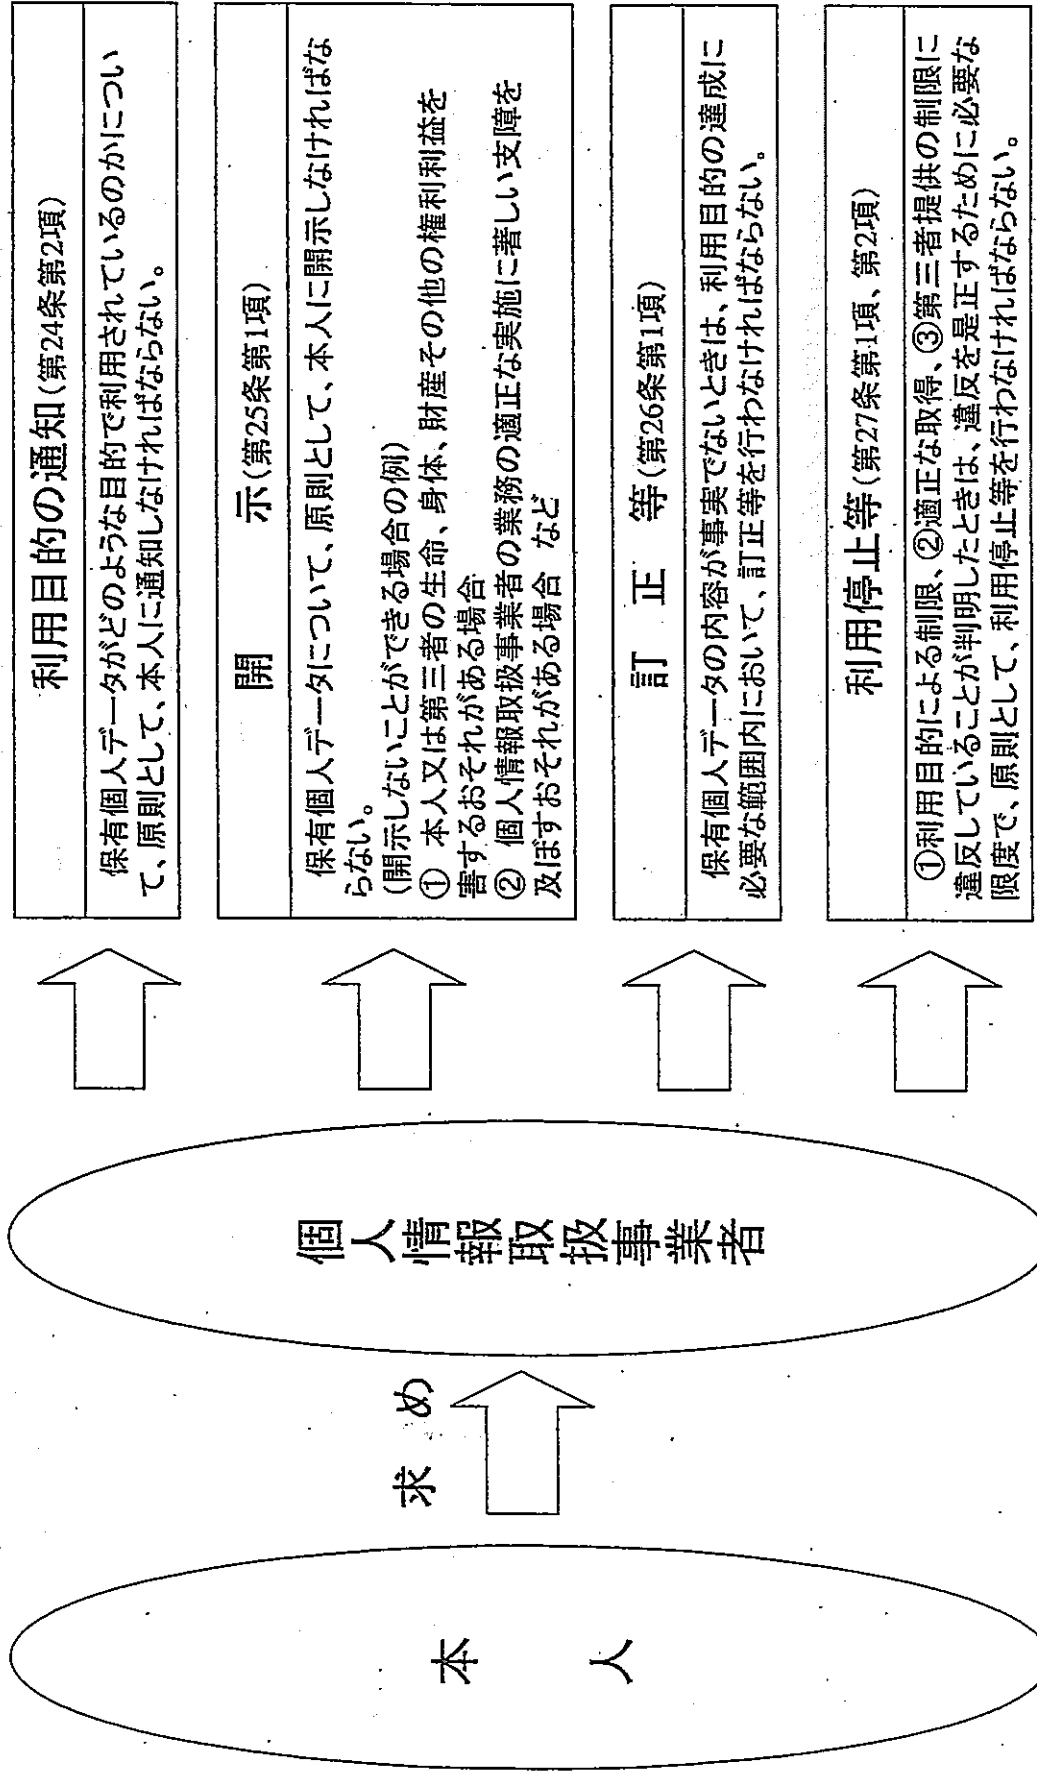 本　人
求　め
個人情報取扱事業者
利用目的の通知(第24条第2項)
保有個人データがどのような目的で利用されているのかについ
て、原則として、本人に通知しなければならない。
開　示(第25条第1項)
保有個人データについて、原則として、本人に開示しなければな
らない。
(開示しないことができる場合の例)
① 本人又は第三者の生命、身体、財産その他の権利利益を
害するおそれがある場合
② 個人情報取扱事業者の業務の適正な実施に著しい支障を
及ぼすおそれがある場合 など
訂　正　等(第26条第1項)
保有個人データの内容が事実でないときは、利用目的の達成に
必要な範囲内において、訂正等を行わなければならない。
利用停止等(第27条第1項、第2項)
①利用目的による制限、②適正な取得、③第三者提供の制限に
違反していることが判明したときは、違反を是正するために必要な
限度で、原則として、利用停止等を行わなければならない。